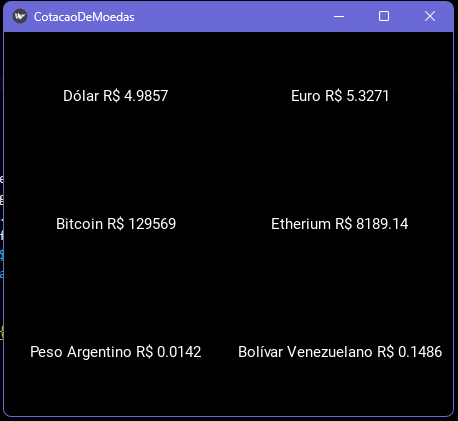 CotacaoDeMoedas
Dólar R$ 4.9857
Euro R$ 5.3271
Bitcoin R$ 129569
Etherium R$ 8189.14
Peso Argentino R$ 0.0142
Bolívar Venezuelano R$ 0.1486